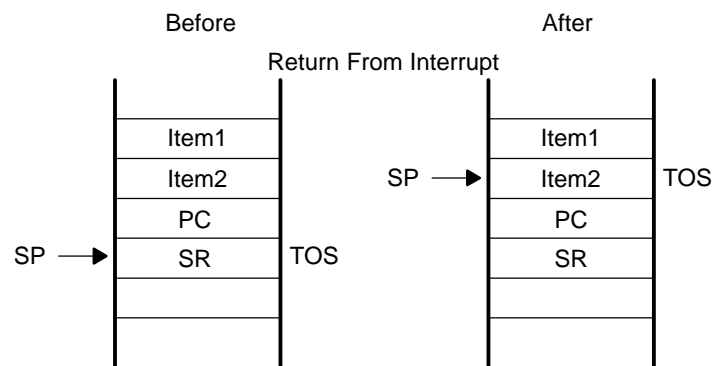 Before After
Return From Interrupt
Item1 Item1
SP Item2 Item2 TOS
PC PC
SP SR TOS SR